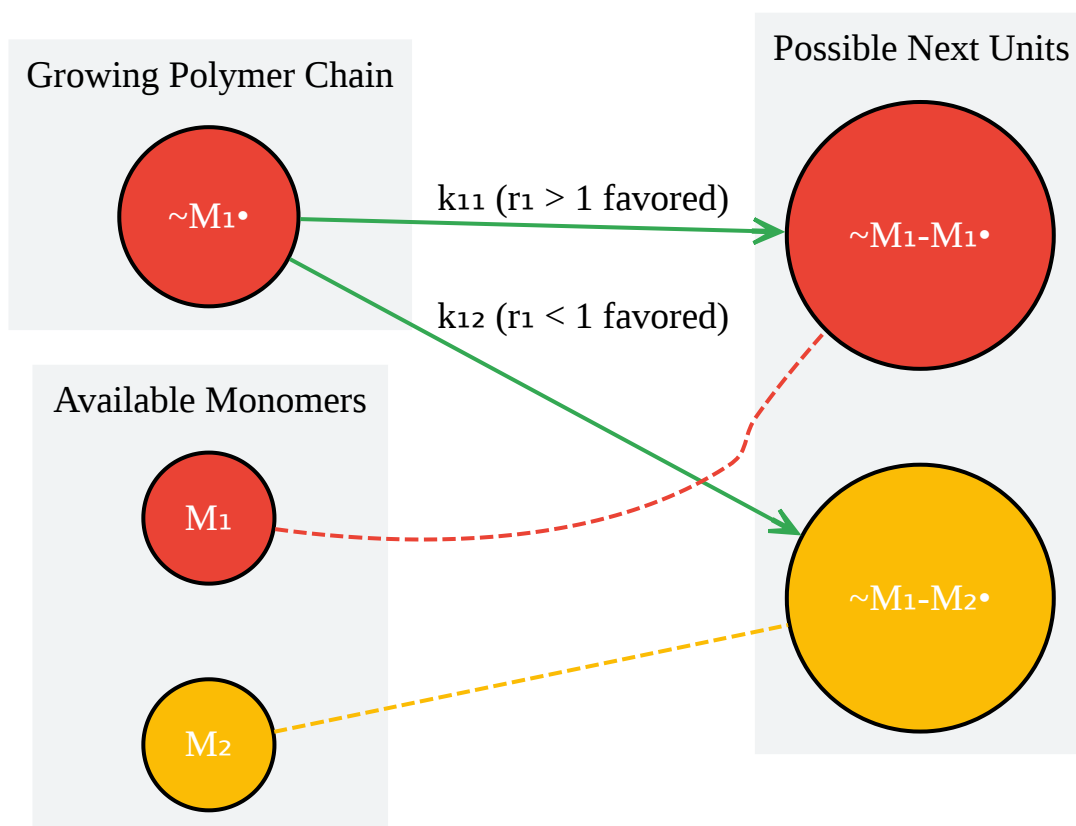 Growing Polymer Chain
~M₁•
k₁₁ (r₁ > 1 favored)
k₁₂ (r₁ < 1 favored)
Possible Next Units
~M₁-M₁•
~M₁-M₂•
Available Monomers
M₁
M₂